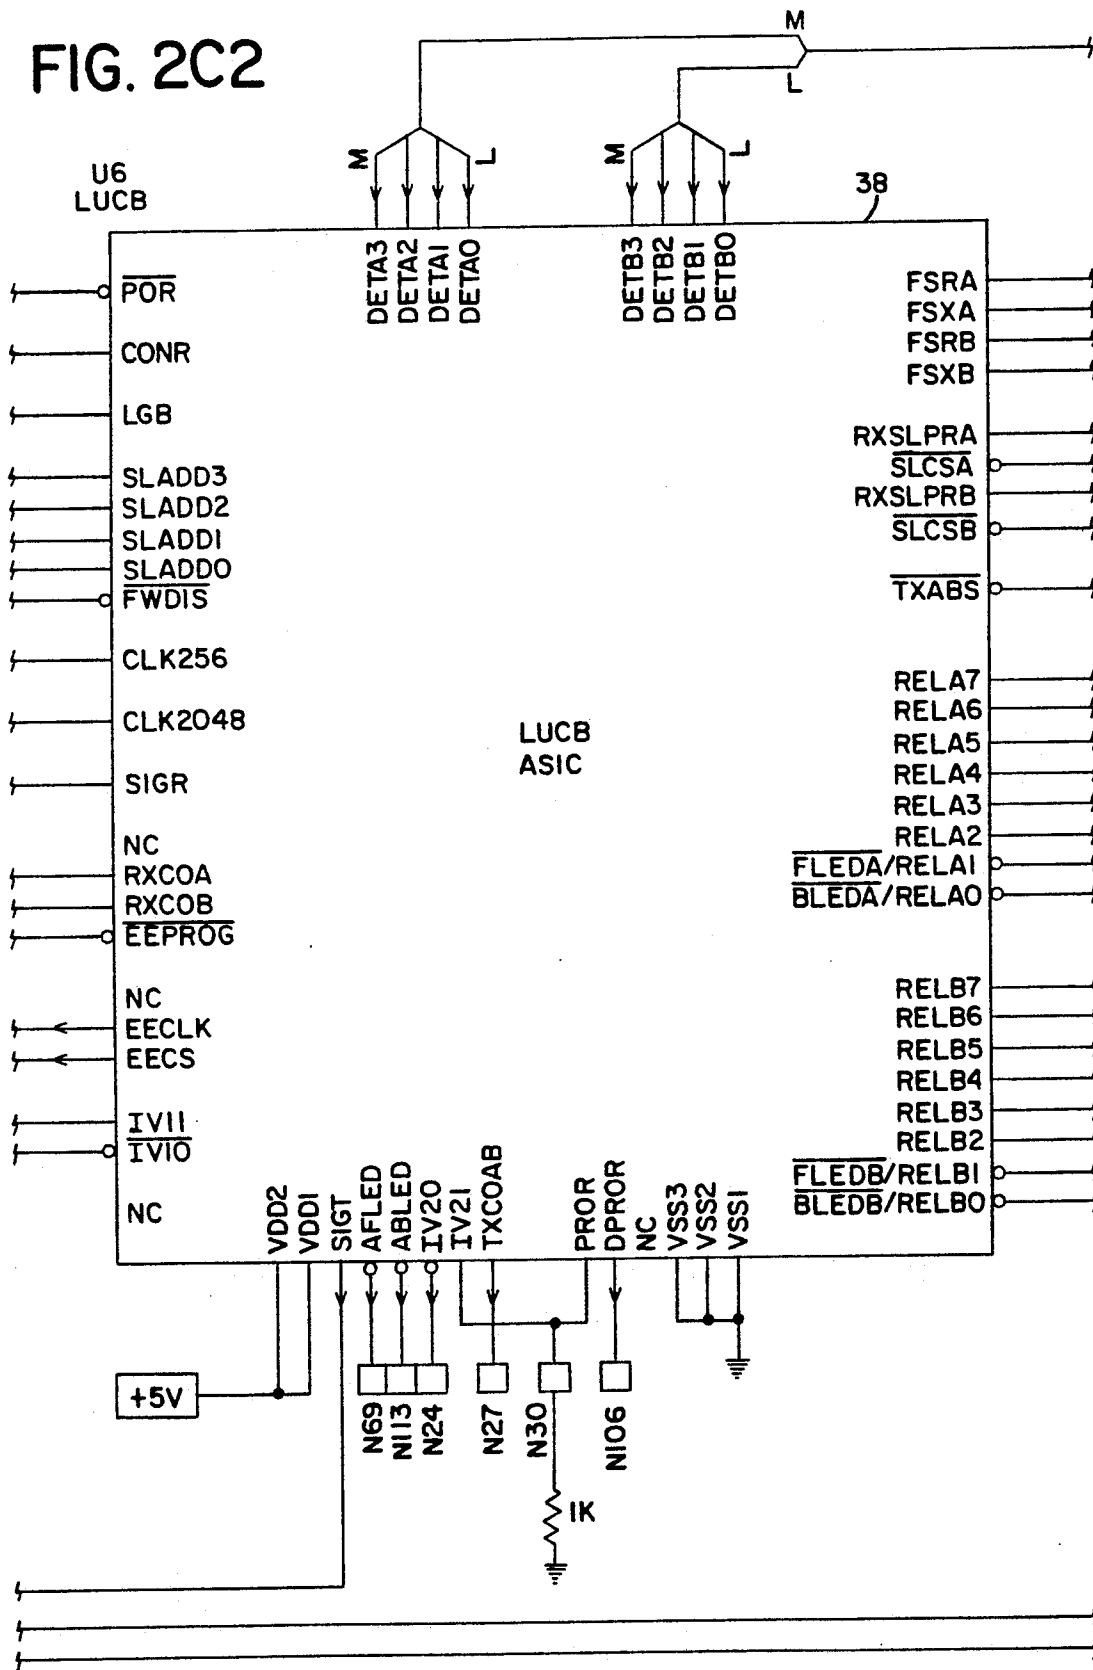 FIG. 2C2
M
L
M
L
M
L
U6
LUCB
38
DETA3
DETA2
DETA1
DETA0
DETB3
DETB2
DETB1
DETB0
POR
CONR
LGB
SLADD3
SLADD2
SLADD1
SLADD0
FWDIS
CLK256
CLK2048
SIGR
NC
RXCOA
RXCOB
EEPROG
NC
EECLK
EECS
IV11
IV10
NC
LUCB
ASIC
FSRA
FSXA
FSRB
FSXB
RXSLPRA
SLCSA
RXSLPRB
SLCSB
TXABS
RELA7
RELA6
RELA5
RELA4
RELA3
RELA2
FLEDA/RELA1
BLEDA/RELA0
RELB7
RELB6
RELB5
RELB4
RELB3
RELB2
FLEDB/RELB1
BLEDB/RELB0
VDD2
VDD1
SIGT
AFLED
ABLED
IV20
IV21
TXCOAB
PROR
DPROR
NC
VSS3
VSS2
VSS1
+5V
N69
N113
N24
N27
N30
N106
1K